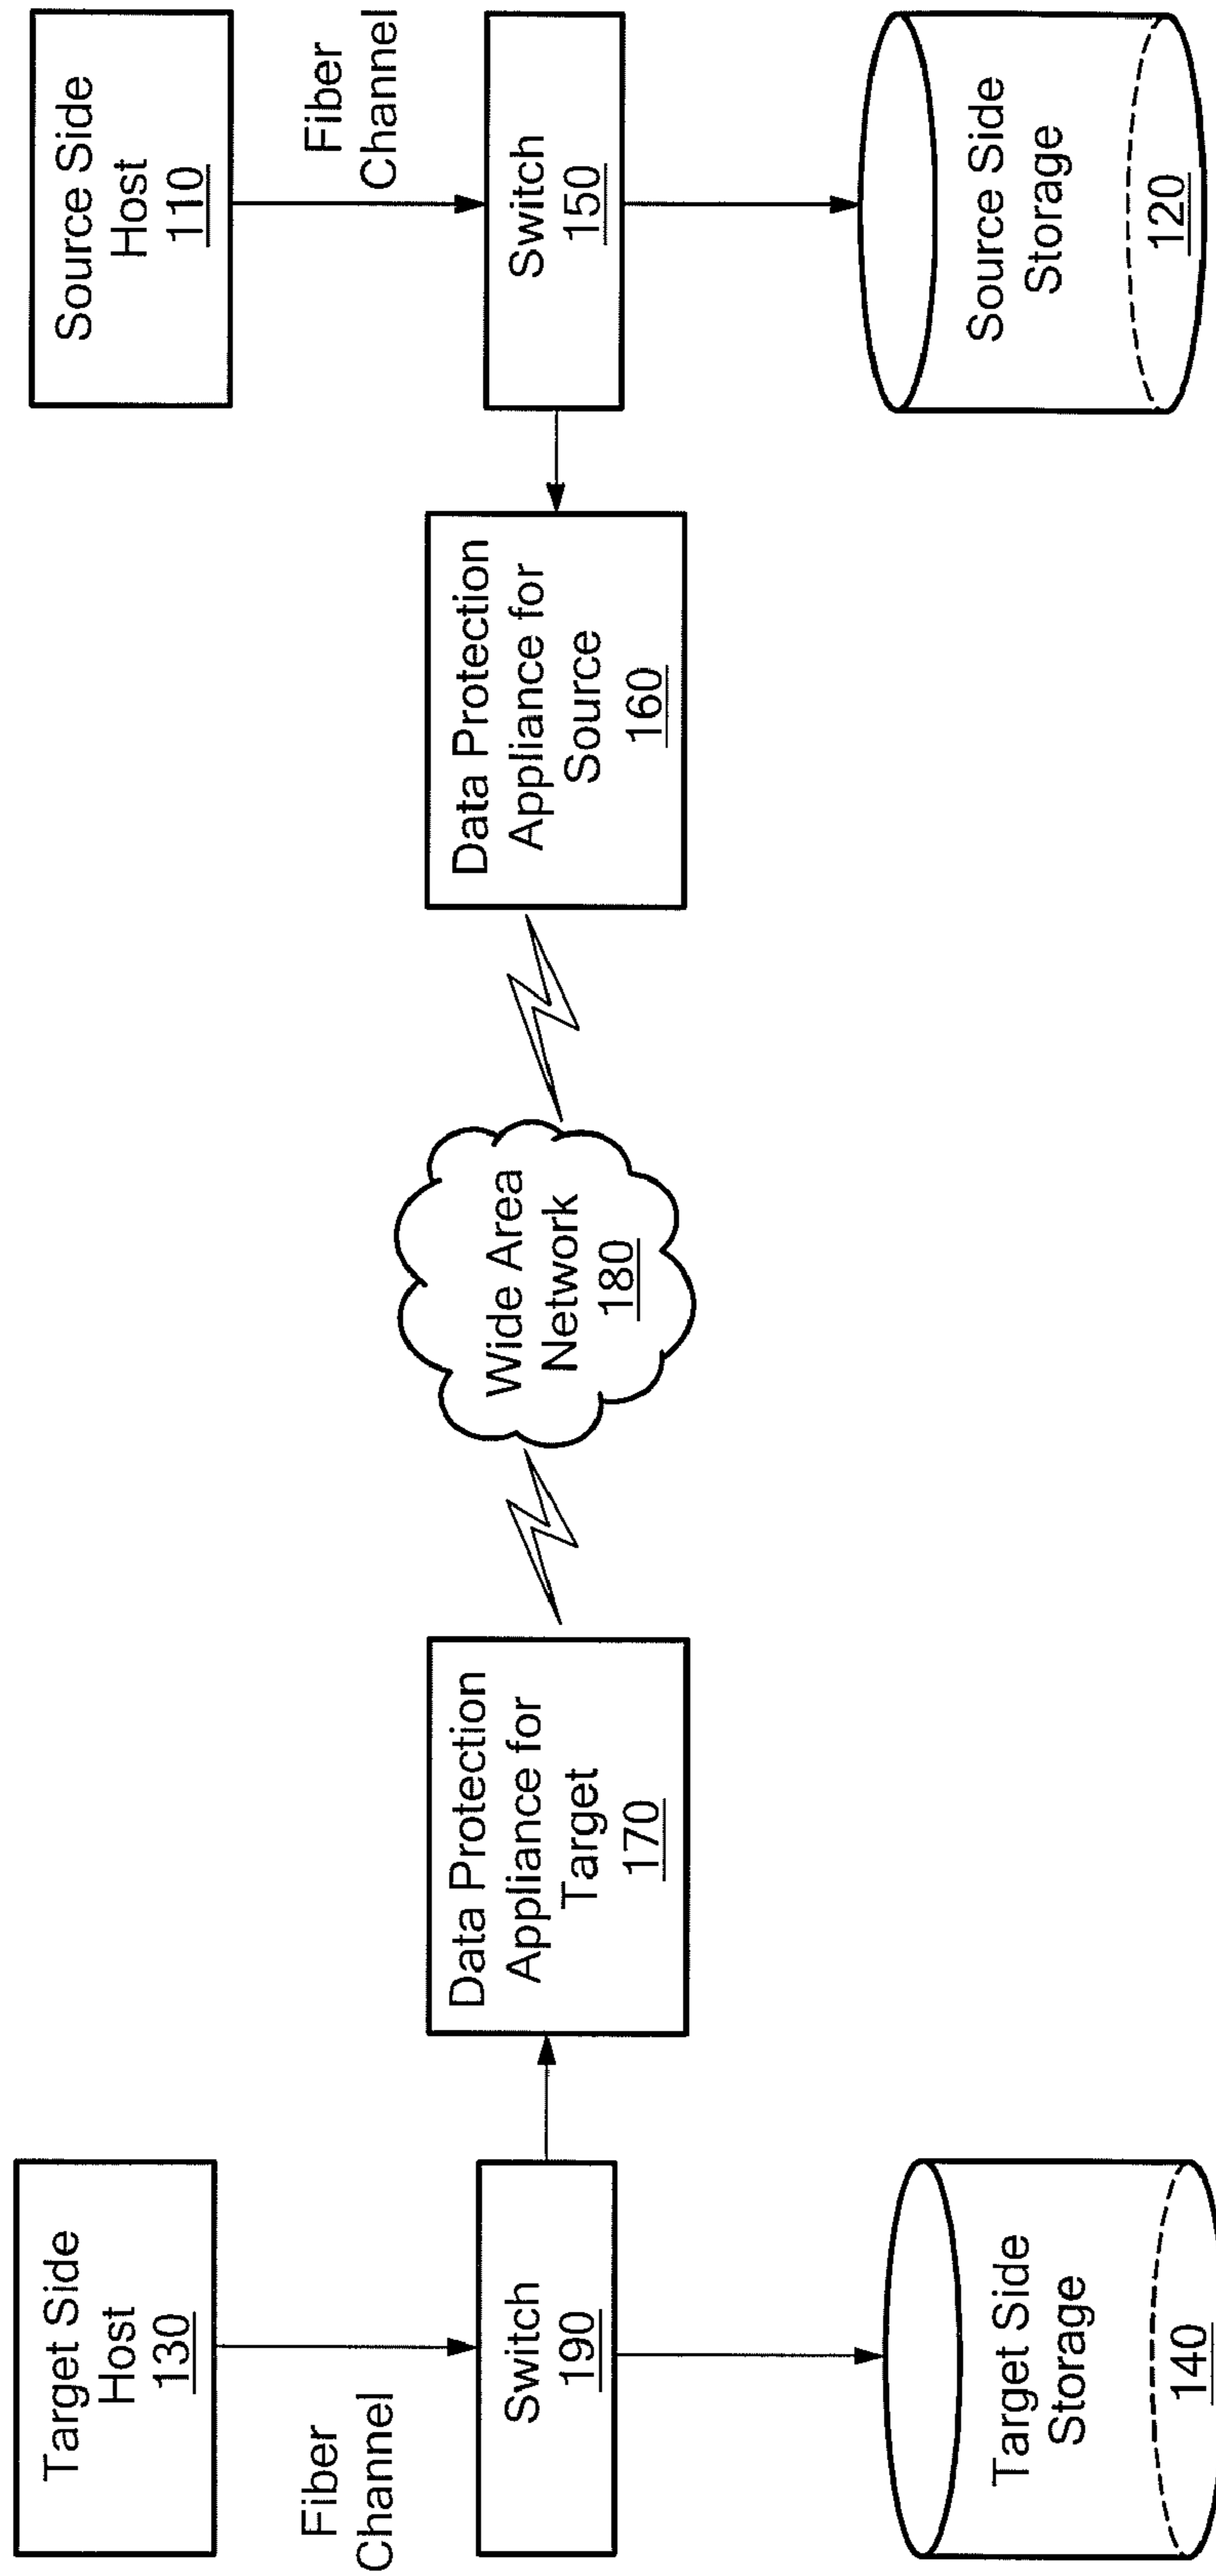 Target Side
Host
130
Fiber
Channel
Switch
190
Target Side
Storage
140
Data Protection
Appliance for
Target
170
Wide Area
Network
180
Data Protection
Appliance for
Source
160
Source Side
Host
110
Fiber
Channel
Switch
150
Source Side
Storage
120